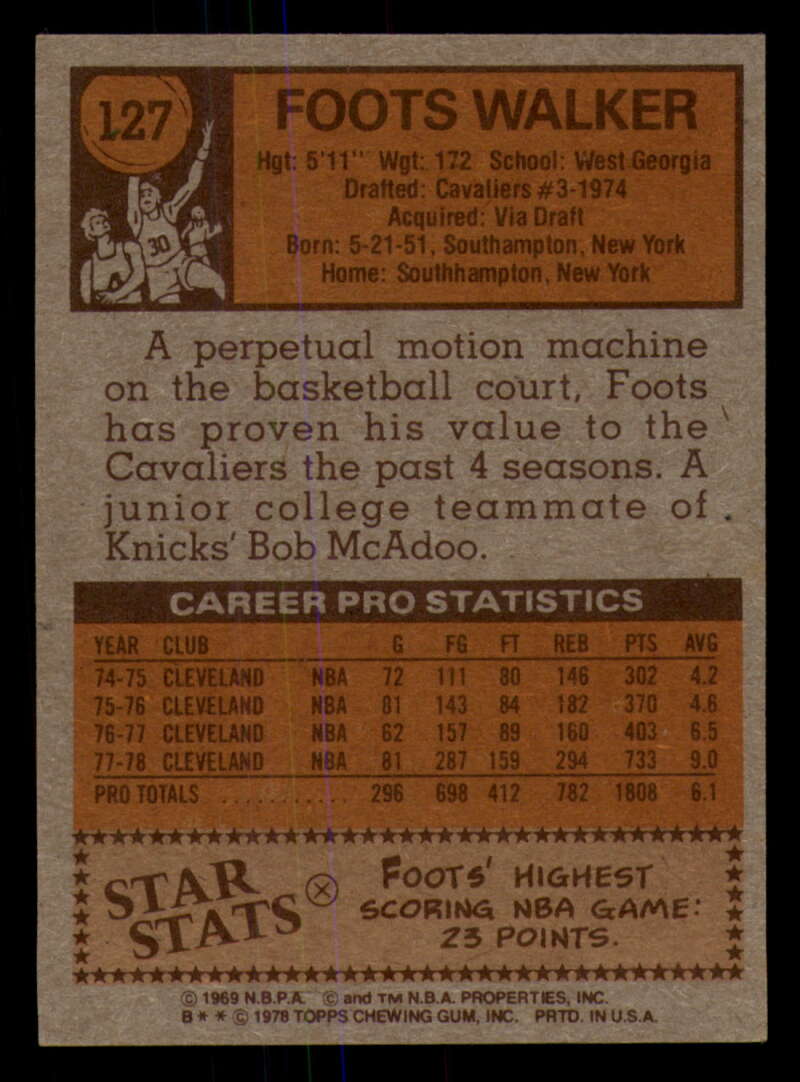 127
FOOTS WALKER
Hgt: 5'11" Wgt: 172 School: West Georgia
Drafted: Cavaliers #3-1974
Acquired: Via Draft
Born: 5-21-51, Southampton, New York
Home: Southhampton, New York
30
A perpetual motion machine
on the basketball court, Foots
has proven his value to the
Cavaliers the past 4 seasons. A
junior college teammate of
Knicks' Bob McAdoo.
CAREER PRO STATISTICS
YEAR CLUB G FG FT REB PTS AVG
74-75 CLEVELAND NBA 72 111 80 146 302 4.2
75-76 CLEVELAND NBA 81 143 84 182 370 4.6
76-77 CLEVELAND NBA 62 157 89 160 403 6.5
77-78 CLEVELAND NBA 81 287 159 294 733 9.0
PRO TOTALS ........... 296 698 412 782 1808 6.1
STAR
STATS
FOOTS' HIGHEST
SCORING NBA GAME:
23 POINTS.
© 1969 N.B.P.A. © and TM N.B.A. PROPERTIES, INC.
B * * © 1978 TOPPS CHEWING GUM, INC. PRTD. IN U.S.A.